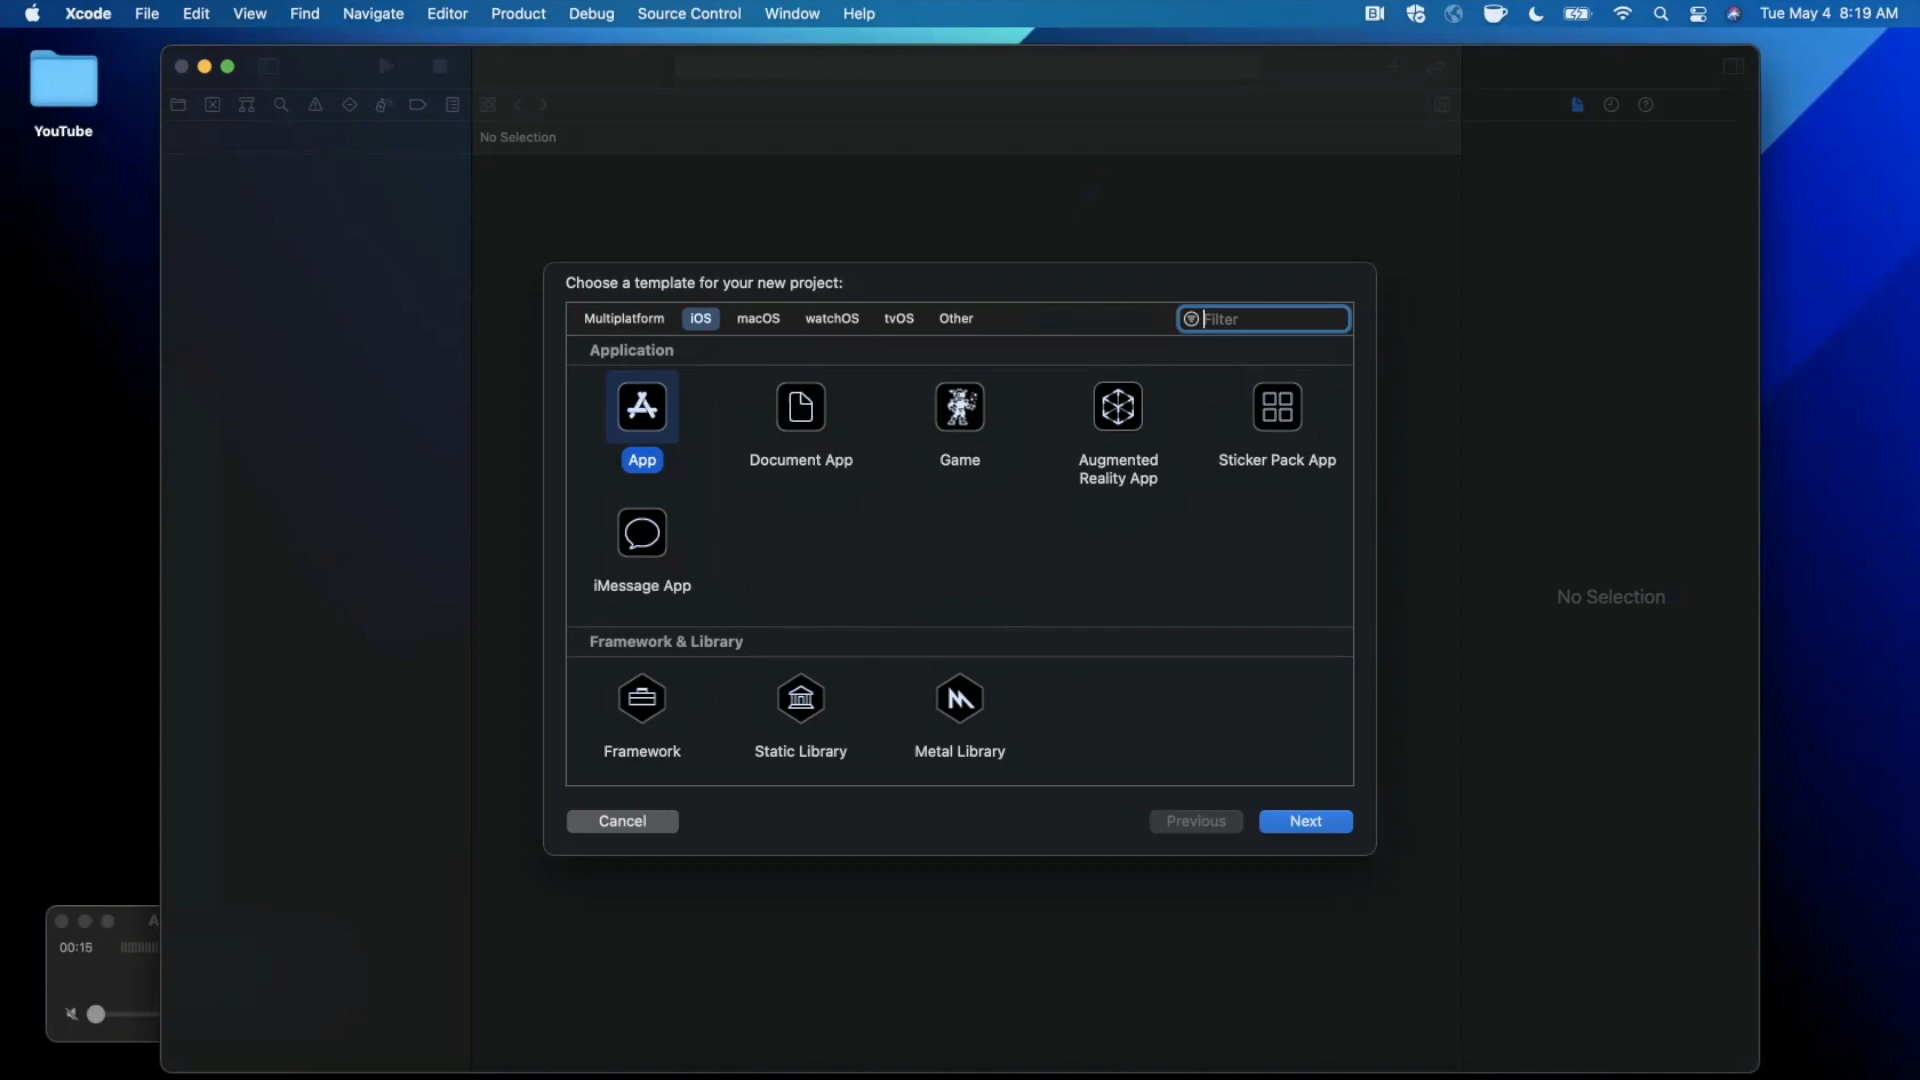 Xcode File Edit View Find Navigate Editor Product Debug Source Control Window Help Tue May 4 8:19 AM
YouTube
No Selection
Choose a template for your new project:
Multiplatform iOS macOS watchOS tvOS Other Filter
Application
App Document App Game Augmented Reality App Sticker Pack App
iMessage App
No Selection
Framework & Library
Framework Static Library Metal Library
Cancel Previous Next
A
00:15